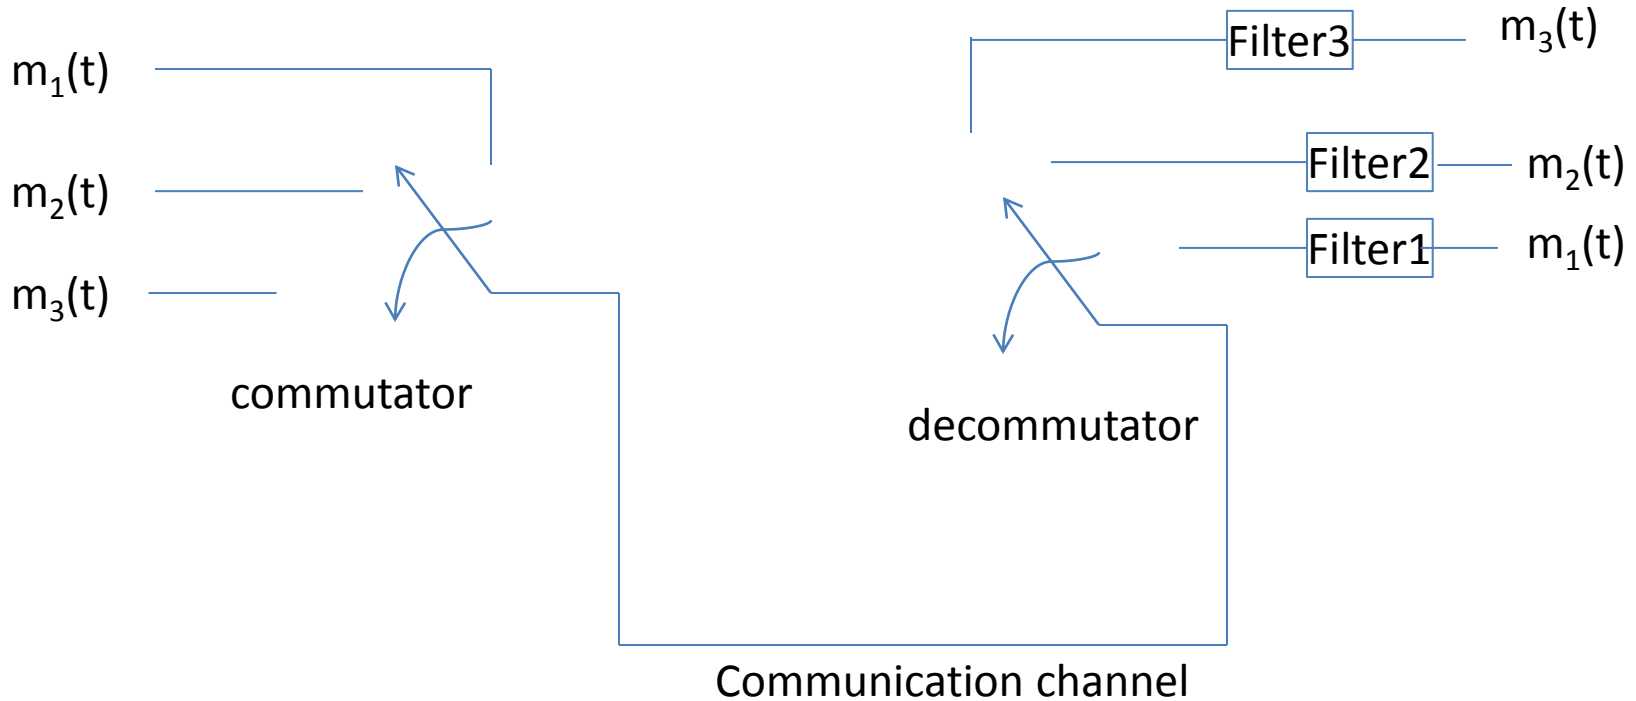 m₁(t)
m₂(t)
m₃(t)
commutator
Filter3
m₃(t)
Filter2
m₂(t)
Filter1
m₁(t)
decommutator
Communication channel